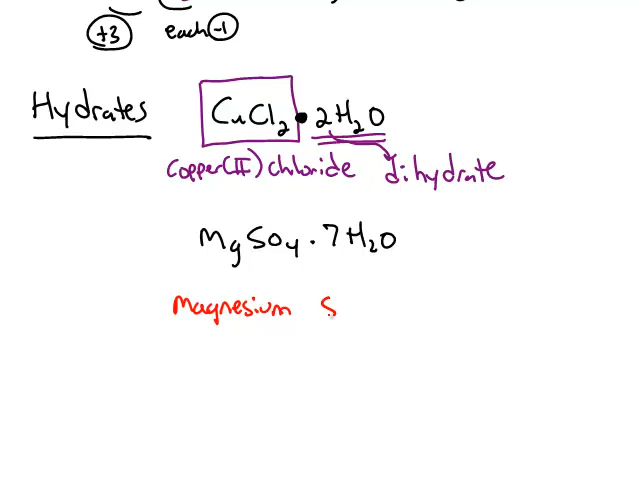 +3 each -1
Hydrates CuCl₂ • 2H₂O
Copper(II) chloride dihydrate
MgSO₄ · 7H₂O
Magnesium S